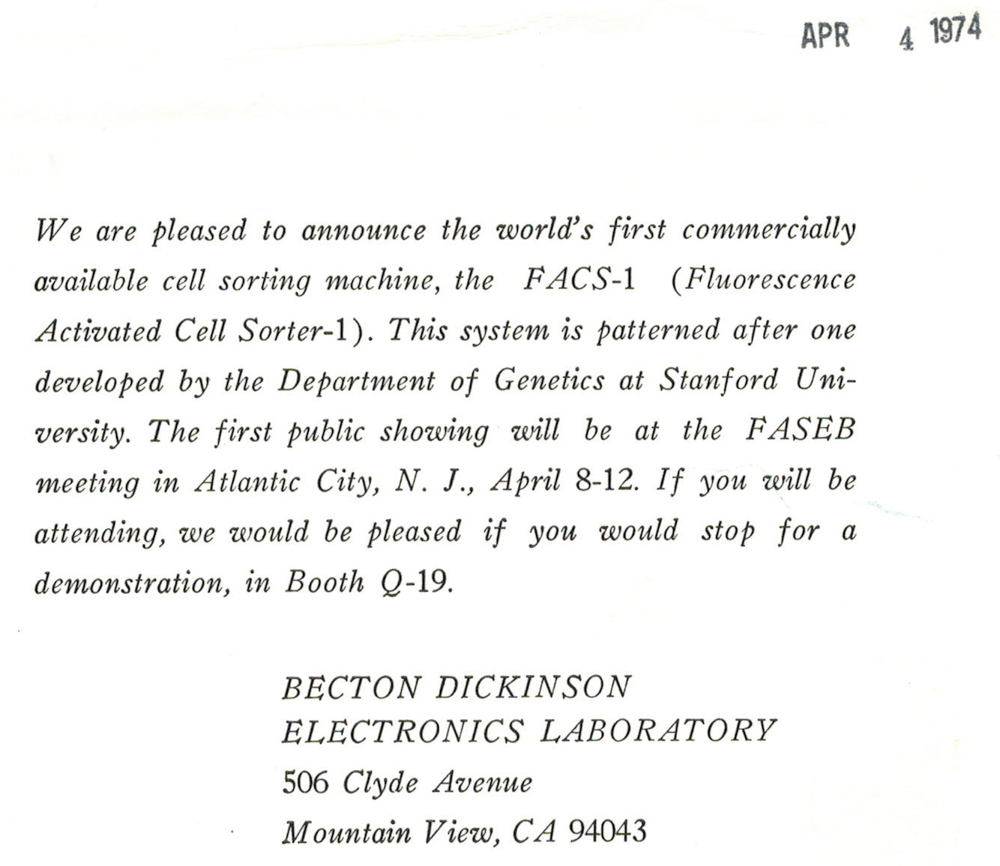 APR 4 1974
We are pleased to announce the world's first commercially
available cell sorting machine, the FACS-1 (Fluorescence
Activated Cell Sorter-1). This system is patterned after one
developed by the Department of Genetics at Stanford Uni-
versity. The first public showing will be at the FASEB
meeting in Atlantic City, N. J., April 8-12. If you will be
attending, we would be pleased if you would stop for a
demonstration, in Booth Q-19.
BECTON DICKINSON
ELECTRONICS LABORATORY
506 Clyde Avenue
Mountain View, CA 94043